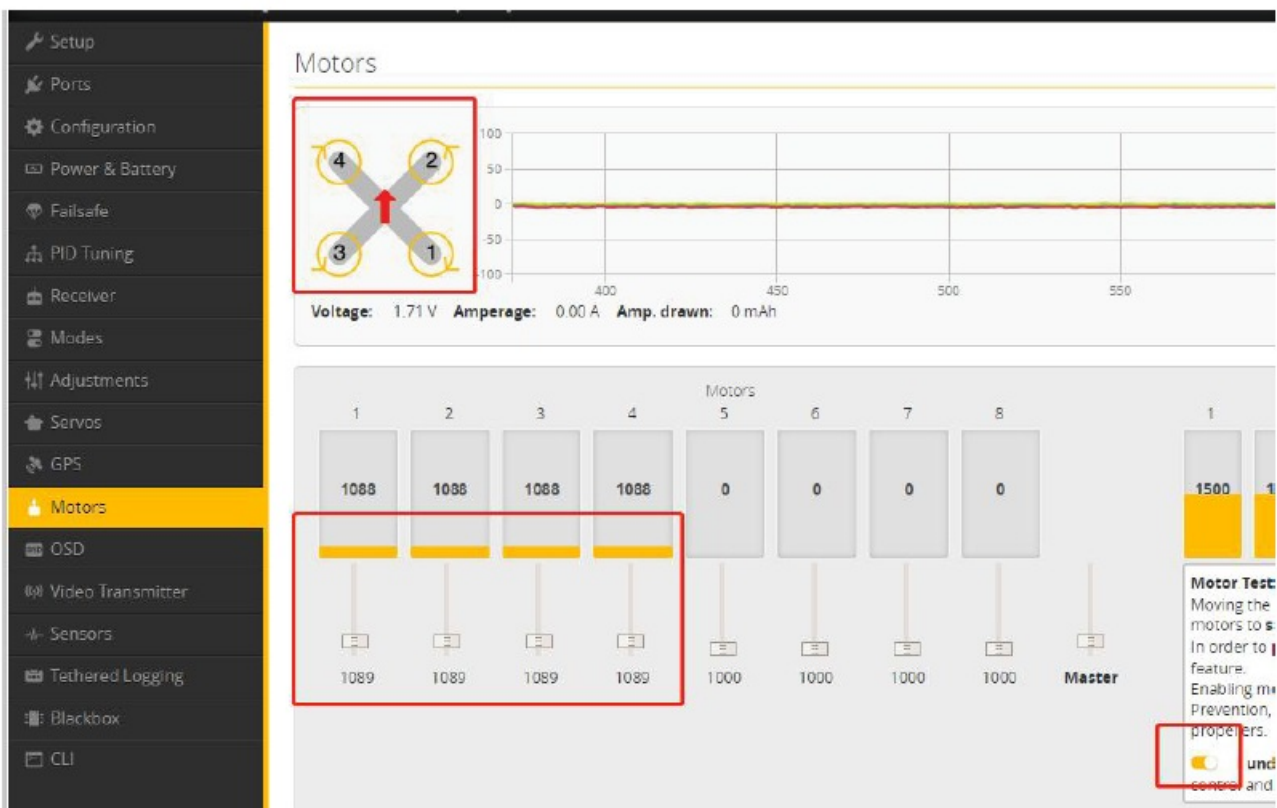 Setup
Ports
Configuration
Power & Battery
Failsafe
PID Tuning
Receiver
Modes
Adjustments
Servos
GPS
Motors
OSD
Video Transmitter
Sensors
Tethered Logging
Blackbox
CLI
Motors
4 2
3 1
100
50
0
-50
-100
400 450 500 550
Voltage: 1.71 V Amperage: 0.00 A Amp. drawn: 0 mAh
Motors
1 2 3 4 5 6 7 8 1
1088 1088 1088 1088 0 0 0 0 1500
1089 1089 1089 1089 1000 1000 1000 1000 Master
Motor Test
Moving the
motors to
In order to
feature.
Enabling
Prevention,
propellers.
control and